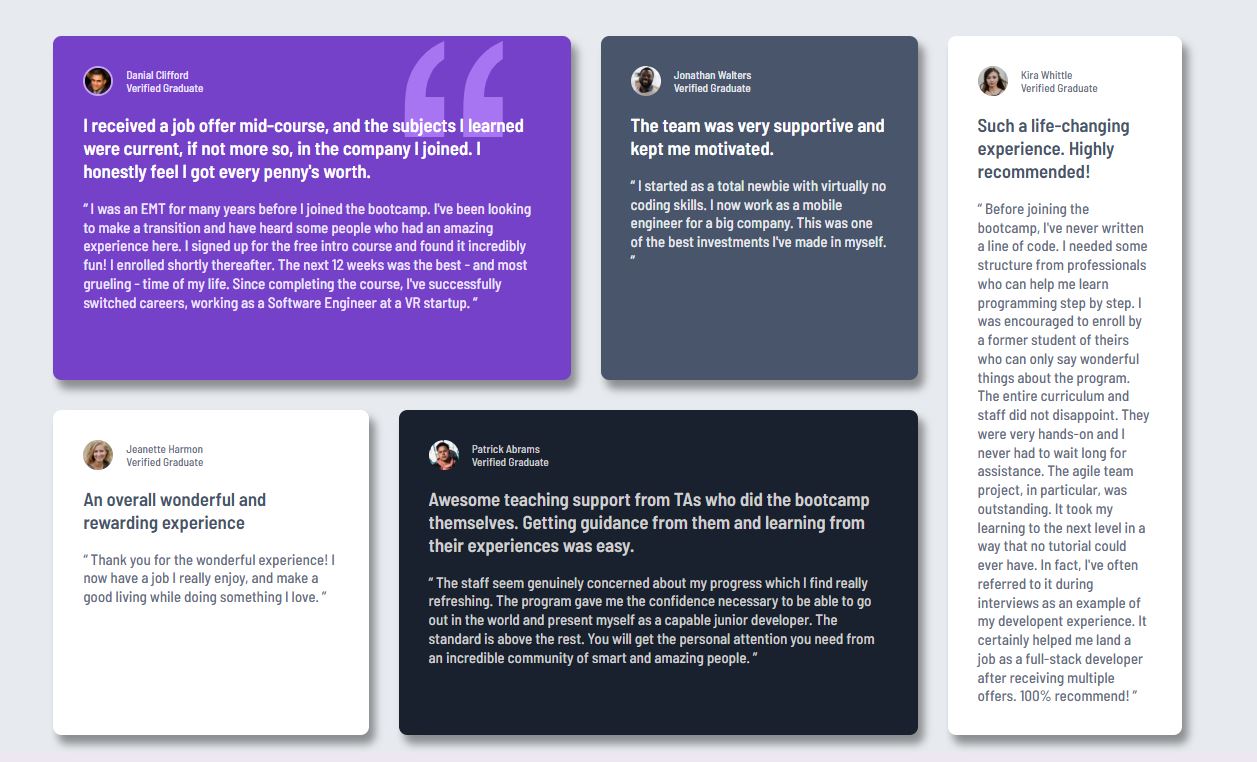 Danial Clifford
Verified Graduate
I received a job offer mid-course, and the subjects I learned
were current, if not more so, in the company I joined. I
honestly feel I got every penny's worth.
“ I was an EMT for many years before I joined the bootcamp. I've been looking
to make a transition and have heard some people who had an amazing
experience here. I signed up for the free intro course and found it incredibly
fun! I enrolled shortly thereafter. The next 12 weeks was the best - and most
grueling - time of my life. Since completing the course, I've successfully
switched careers, working as a Software Engineer at a VR startup. ”
Jonathan Walters
Verified Graduate
The team was very supportive and
kept me motivated.
“ I started as a total newbie with virtually no
coding skills. I now work as a mobile
engineer for a big company. This was one
of the best investments I've made in myself.
”
Kira Whittle
Verified Graduate
Such a life-changing
experience. Highly
recommended!
“ Before joining the
bootcamp, I've never written
a line of code. I needed some
structure from professionals
who can help me learn
programming step by step. I
was encouraged to enroll by
a former student of theirs
who can only say wonderful
things about the program.
The entire curriculum and
staff did not disappoint. They
were very hands-on and I
never had to wait long for
assistance. The agile team
project, in particular, was
outstanding. It took my
learning to the next level in a
way that no tutorial could
ever have. In fact, I've often
referred to it during
interviews as an example of
my developent experience. It
certainly helped me land a
job as a full-stack developer
after receiving multiple
offers. 100% recommend! ”
Jeanette Harmon
Verified Graduate
An overall wonderful and
rewarding experience
“ Thank you for the wonderful experience! I
now have a job I really enjoy, and make a
good living while doing something I love. ”
Patrick Abrams
Verified Graduate
Awesome teaching support from TAs who did the bootcamp
themselves. Getting guidance from them and learning from
their experiences was easy.
“ The staff seem genuinely concerned about my progress which I find really
refreshing. The program gave me the confidence necessary to be able to go
out in the world and present myself as a capable junior developer. The
standard is above the rest. You will get the personal attention you need from
an incredible community of smart and amazing people. ”